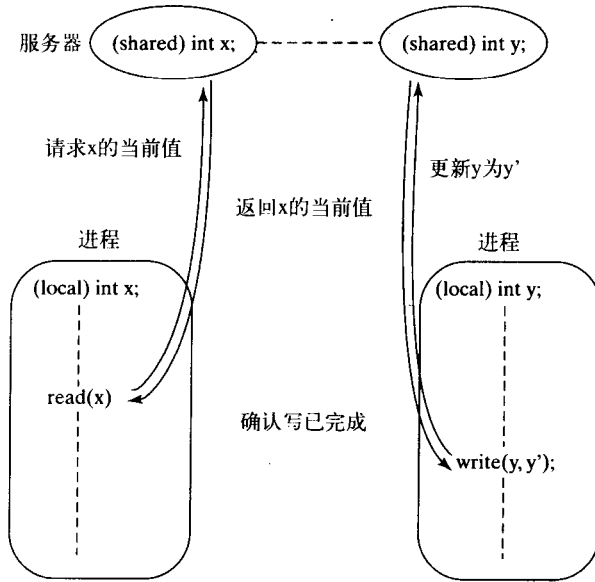 服务器
(shared) int x;
(shared) int y;
请求x的当前值
更新y为y’
返回x的当前值
进程
进程
(local) int x;
(local) int y;
read(x)
确认写已完成
write(y, y’);